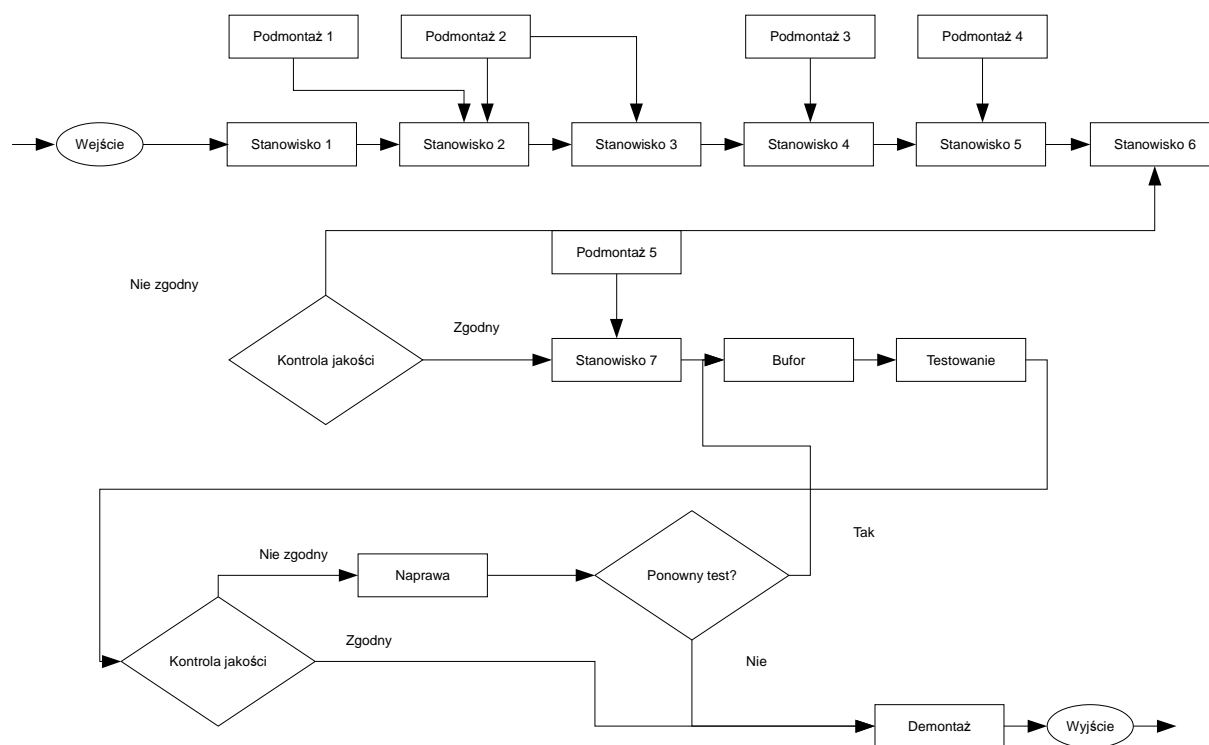 Podmontaż 1
Podmontaż 2
Podmontaż 3
Podmontaż 4
Wejście
Stanowisko 1
Stanowisko 2
Stanowisko 3
Stanowisko 4
Stanowisko 5
Stanowisko 6
Podmontaż 5
Nie zgodny
Zgodny
Kontrola jakości
Stanowisko 7
Bufor
Testowanie
Tak
Nie zgodny
Naprawa
Ponowny test?
Zgodny
Kontrola jakości
Nie
Demontaż
Wyjście